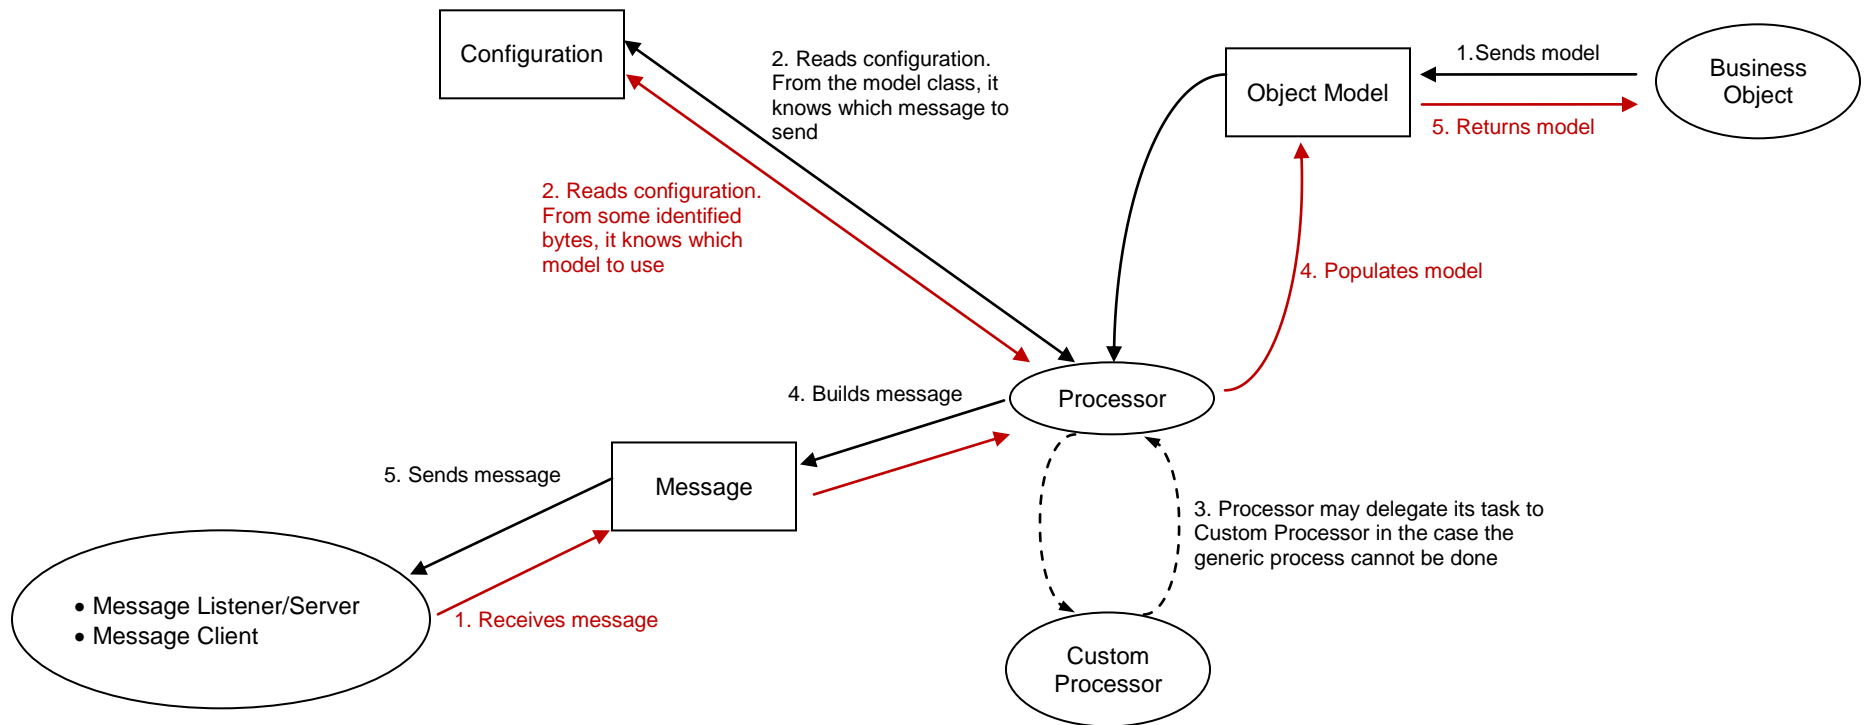 Configuration
2. Reads configuration.
From the model class, it
knows which message to
send
1.Sends model
Object Model
Business
Object
5. Returns model
2. Reads configuration.
From some identified
bytes, it knows which
model to use
4. Populates model
4. Builds message
Processor
5. Sends message
Message
3. Processor may delegate its task to
Custom Processor in the case the
generic process cannot be done
• Message Listener/Server
• Message Client
1. Receives message
Custom
Processor